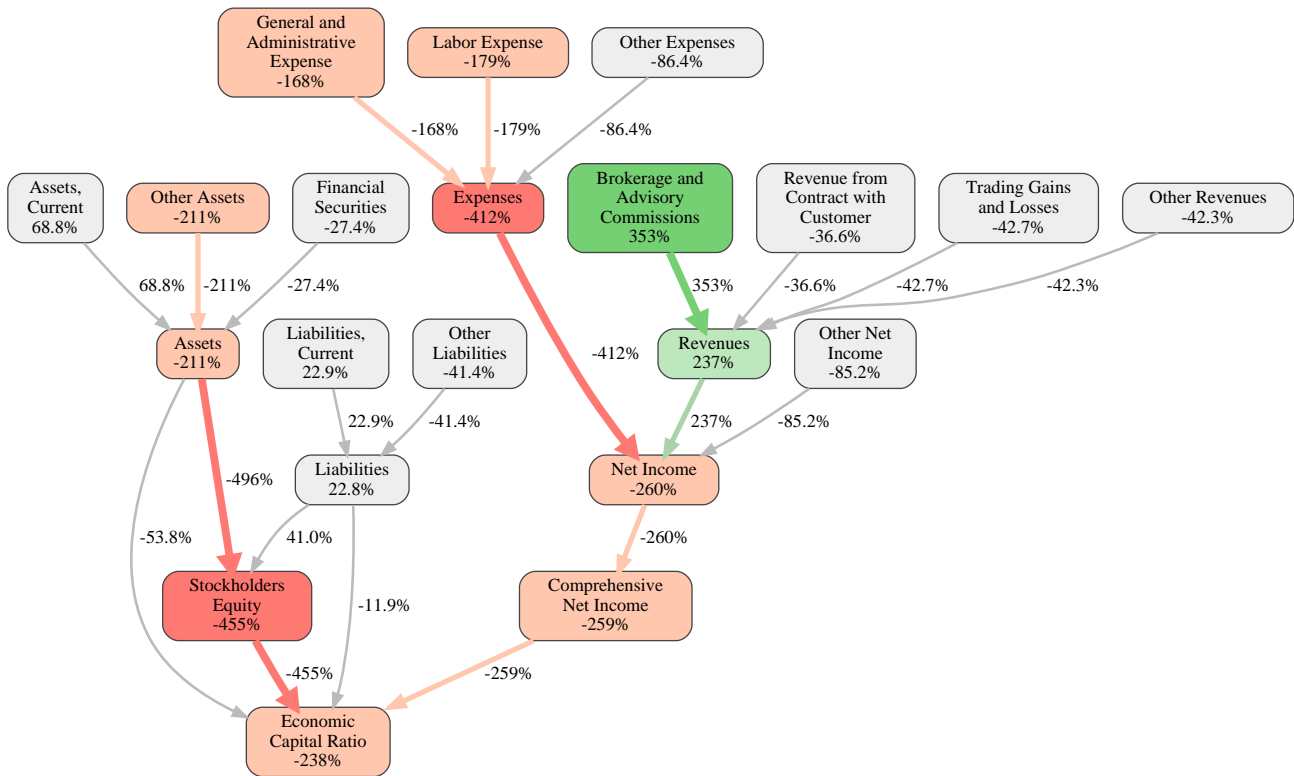 General and
Administrative
Expense
-168%
Labor Expense
-179%
Other Expenses
-86.4%
-168%
-179%
-86.4%
Assets,
Current
68.8%
Other Assets
-211%
Financial
Securities
-27.4%
Expenses
-412%
Brokerage and
Advisory
Commissions
353%
Revenue from
Contract with
Customer
-36.6%
Trading Gains
and Losses
-42.7%
Other Revenues
-42.3%
68.8%
-211%
-27.4%
353%
-36.6%
-42.7%
-42.3%
Assets
-211%
Liabilities,
Current
22.9%
Other
Liabilities
-41.4%
-412%
Revenues
237%
Other Net
Income
-85.2%
22.9%
-41.4%
237%
-85.2%
-496%
Liabilities
22.8%
Net Income
-260%
-53.8%
41.0%
-260%
Stockholders
Equity
-455%
-11.9%
Comprehensive
Net Income
-259%
-455%
-259%
Economic
Capital Ratio
-238%